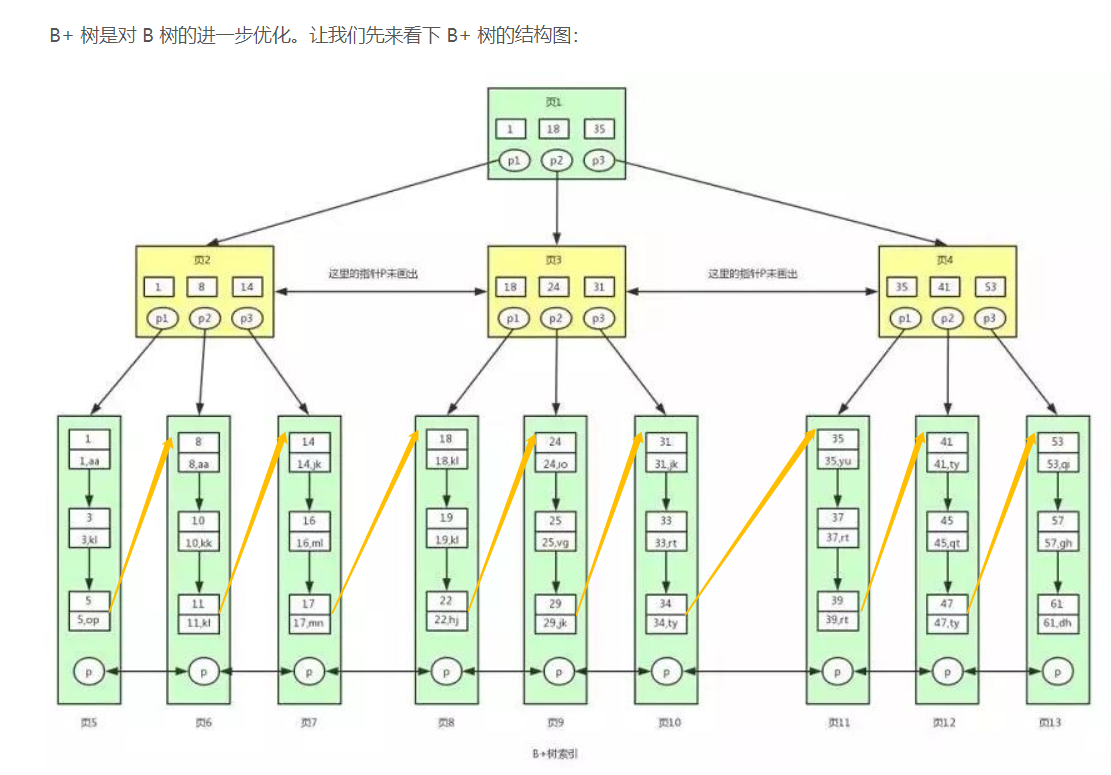 B+ 树是对 B 树的进一步优化。让我们先来看下 B+ 树的结构图：
页1
1 18 35
p1 p2 p3
页2 页3 页4
这里的指针P未画出 这里的指针P未画出
1 8 14 18 24 31 35 41 53
p1 p2 p3 p1 p2 p3 p1 p2 p3
1 8 14 18 24 31 35 41 53
1,aa 8,aa 14,jk 18,kl 24,io 31,jk 35,yu 41,ty 53,qi
3 10 16 19 25 33 37 45 57
3,kl 10,kk 16,ml 19,kl 25,vg 33,rt 37,rt 45,qt 57,gh
5 11 17 22 29 34 39 47 61
5,op 11,kl 17,mn 22,hj 29,jk 34,ty 39,rt 47,ty 61,dh
p p p p p p p p p
页5 页6 页7 页8 页9 页10 页11 页12 页13
B+树索引